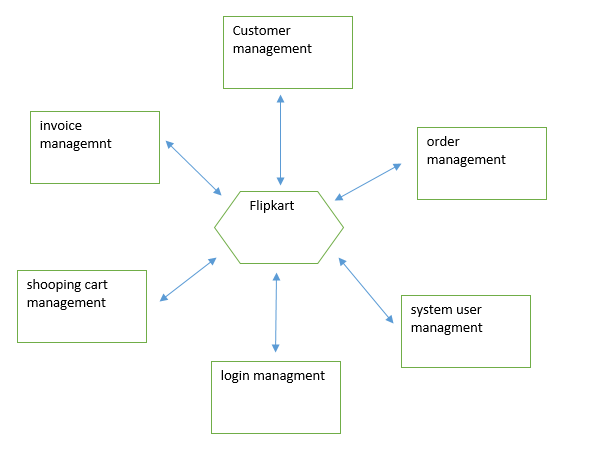 Customer
management
invoice
managemnt
order
management
Flipkart
shooping cart
management
system user
managment
login managment